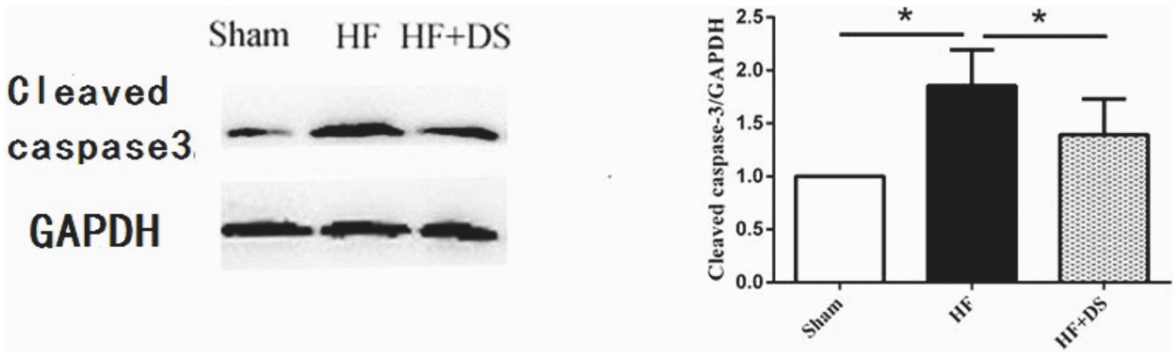 Sham HF HF+DS
Cleaved
caspase3
GAPDH
* *
Cleaved caspase-3/GAPDH
2.5
2.0
1.5
1.0
0.5
0.0
Sham
HF
HF+DS